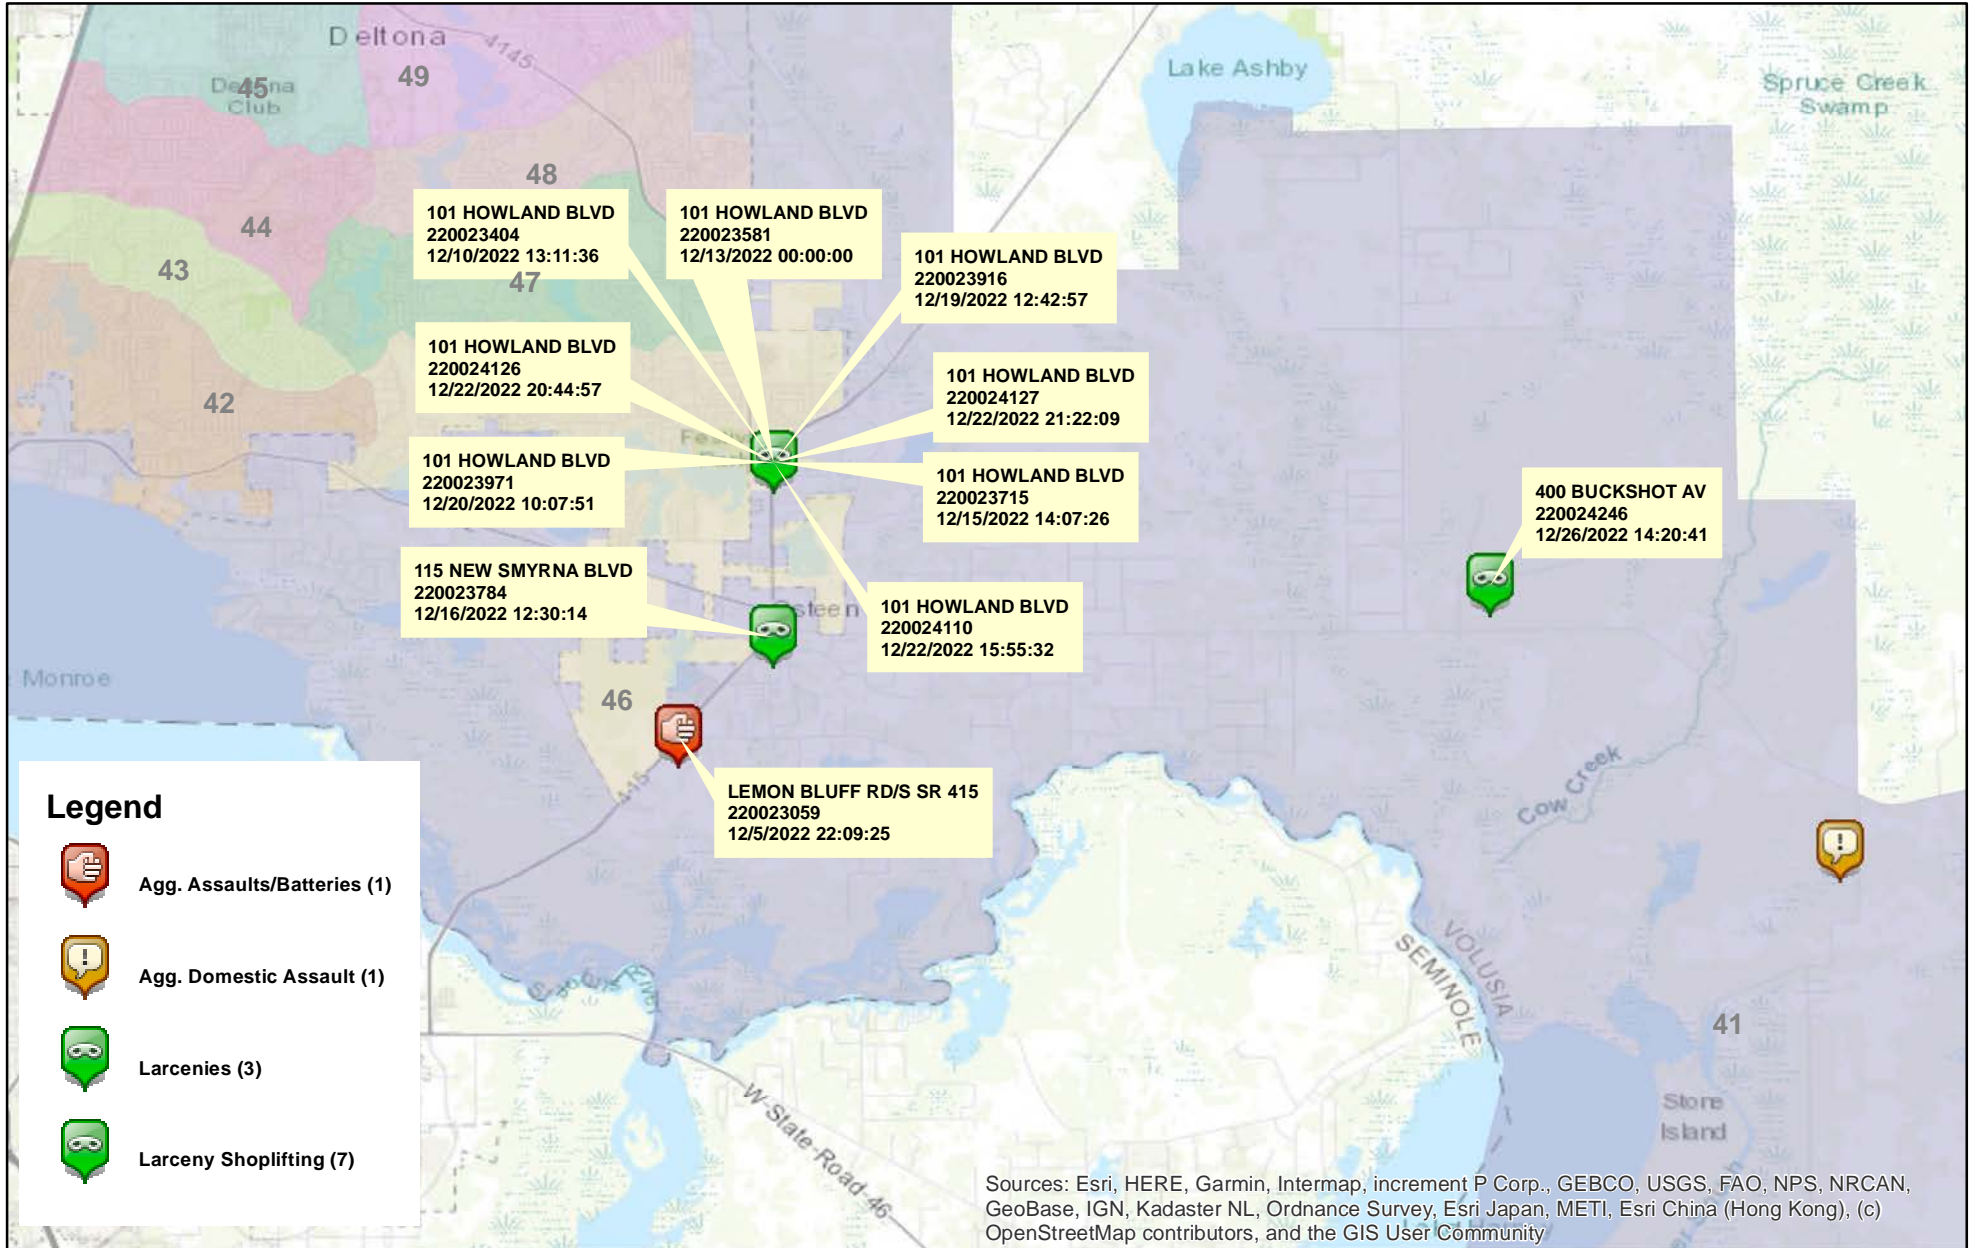 Deltona
4145
Lake Ashby
Spruce Creek
Swamp
49
45
Club
48
44
43
47
42
101 HOWLAND BLVD
220023404
12/10/2022 13:11:36
101 HOWLAND BLVD
220023581
12/13/2022 00:00:00
101 HOWLAND BLVD
220023916
12/19/2022 12:42:57
101 HOWLAND BLVD
220024126
12/22/2022 20:44:57
101 HOWLAND BLVD
220024127
12/22/2022 21:22:09
101 HOWLAND BLVD
220023971
12/20/2022 10:07:51
101 HOWLAND BLVD
220023715
12/15/2022 14:07:26
400 BUCKSHOT AV
220024246
12/26/2022 14:20:41
115 NEW SMYRNA BLVD
220023784
12/16/2022 12:30:14
101 HOWLAND BLVD
220024110
12/22/2022 15:55:32
Monroe
46
LEMON BLUFF RD/S SR 415
220023059
12/5/2022 22:09:25
Cow Creek
VOLUSIA
SEMINOLE
41
Stone
Island
W-State-Road-46
Legend
Agg. Assaults/Batteries (1)
Agg. Domestic Assault (1)
Larcenies (3)
Larceny Shoplifting (7)
Sources: Esri, HERE, Garmin, Intermap, increment P Corp., GEBCO, USGS, FAO, NPS, NRCAN,
GeoBase, IGN, Kadaster NL, Ordnance Survey, Esri Japan, METI, Esri China (Hong Kong), (c)
OpenStreetMap contributors, and the GIS User Community